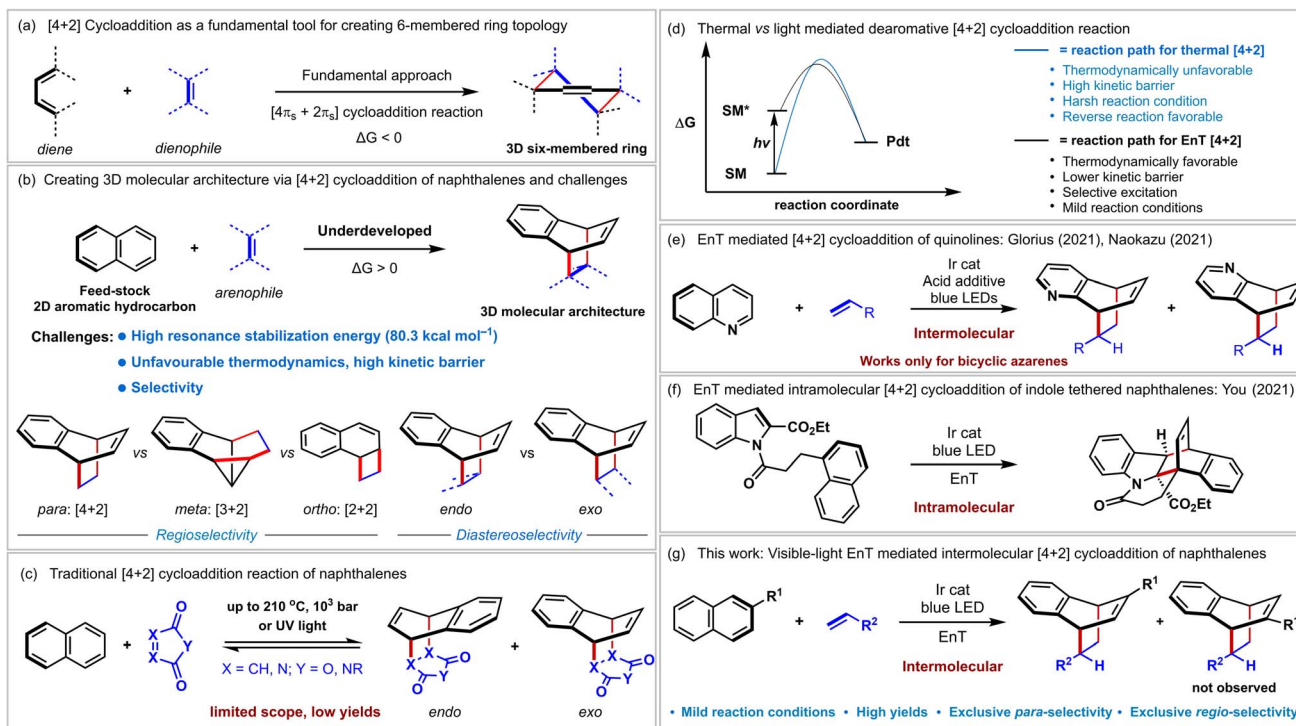 (a) [4+2] Cycloaddition as a fundamental tool for creating 6-membered ring topology
+
Fundamental approach
[4πs + 2πs] cycloaddition reaction
ΔG < 0
diene
dienophile
3D six-membered ring
(b) Creating 3D molecular architecture via [4+2] cycloaddition of naphthalenes and challenges
+
Underdeveloped
ΔG > 0
Feed-stock
2D aromatic hydrocarbon
arenophile
3D molecular architecture
Challenges: ● High resonance stabilization energy (80.3 kcal mol⁻¹)
● Unfavourable thermodynamics, high kinetic barrier
● Selectivity
vs
vs
vs
para: [4+2]
meta: [3+2]
ortho: [2+2]
endo
exo
Regioselectivity
Diastereoselectivity
(c) Traditional [4+2] cycloaddition reaction of naphthalenes
+
O
X
X
Y
O
up to 210 °C, 10³ bar
or UV light
X = CH, N; Y = O, NR
limited scope, low yields
X
X
O
Y
O
endo
+
X
X
O
Y
O
exo
(d) Thermal vs light mediated dearomative [4+2] cycloaddition reaction
ΔG
SM*
hν
SM
Pdt
reaction coordinate
= reaction path for thermal [4+2]
• Thermodynamically unfavorable
• High kinetic barrier
• Harsh reaction condition
• Reverse reaction favorable
= reaction path for EnT [4+2]
• Thermodynamically favorable
• Lower kinetic barrier
• Selective excitation
• Mild reaction conditions
(e) EnT mediated [4+2] cycloaddition of quinolines: Glorius (2021), Naokazu (2021)
N
+
R
Ir cat
Acid additive
blue LEDs
Intermolecular
Works only for bicyclic azarenes
N
R
H
+
N
R
H
(f) EnT mediated intramolecular [4+2] cycloaddition of indole tethered naphthalenes: You (2021)
CO₂Et
N
O
Ir cat
blue LED
EnT
Intramolecular
H
N
O
CO₂Et
(g) This work: Visible-light EnT mediated intermolecular [4+2] cycloaddition of naphthalenes
R¹
+
R²
Ir cat
blue LED
EnT
Intermolecular
R¹
R²
H
+
R¹
R²
H
not observed
• Mild reaction conditions • High yields • Exclusive para-selectivity • Exclusive regio-selectivity